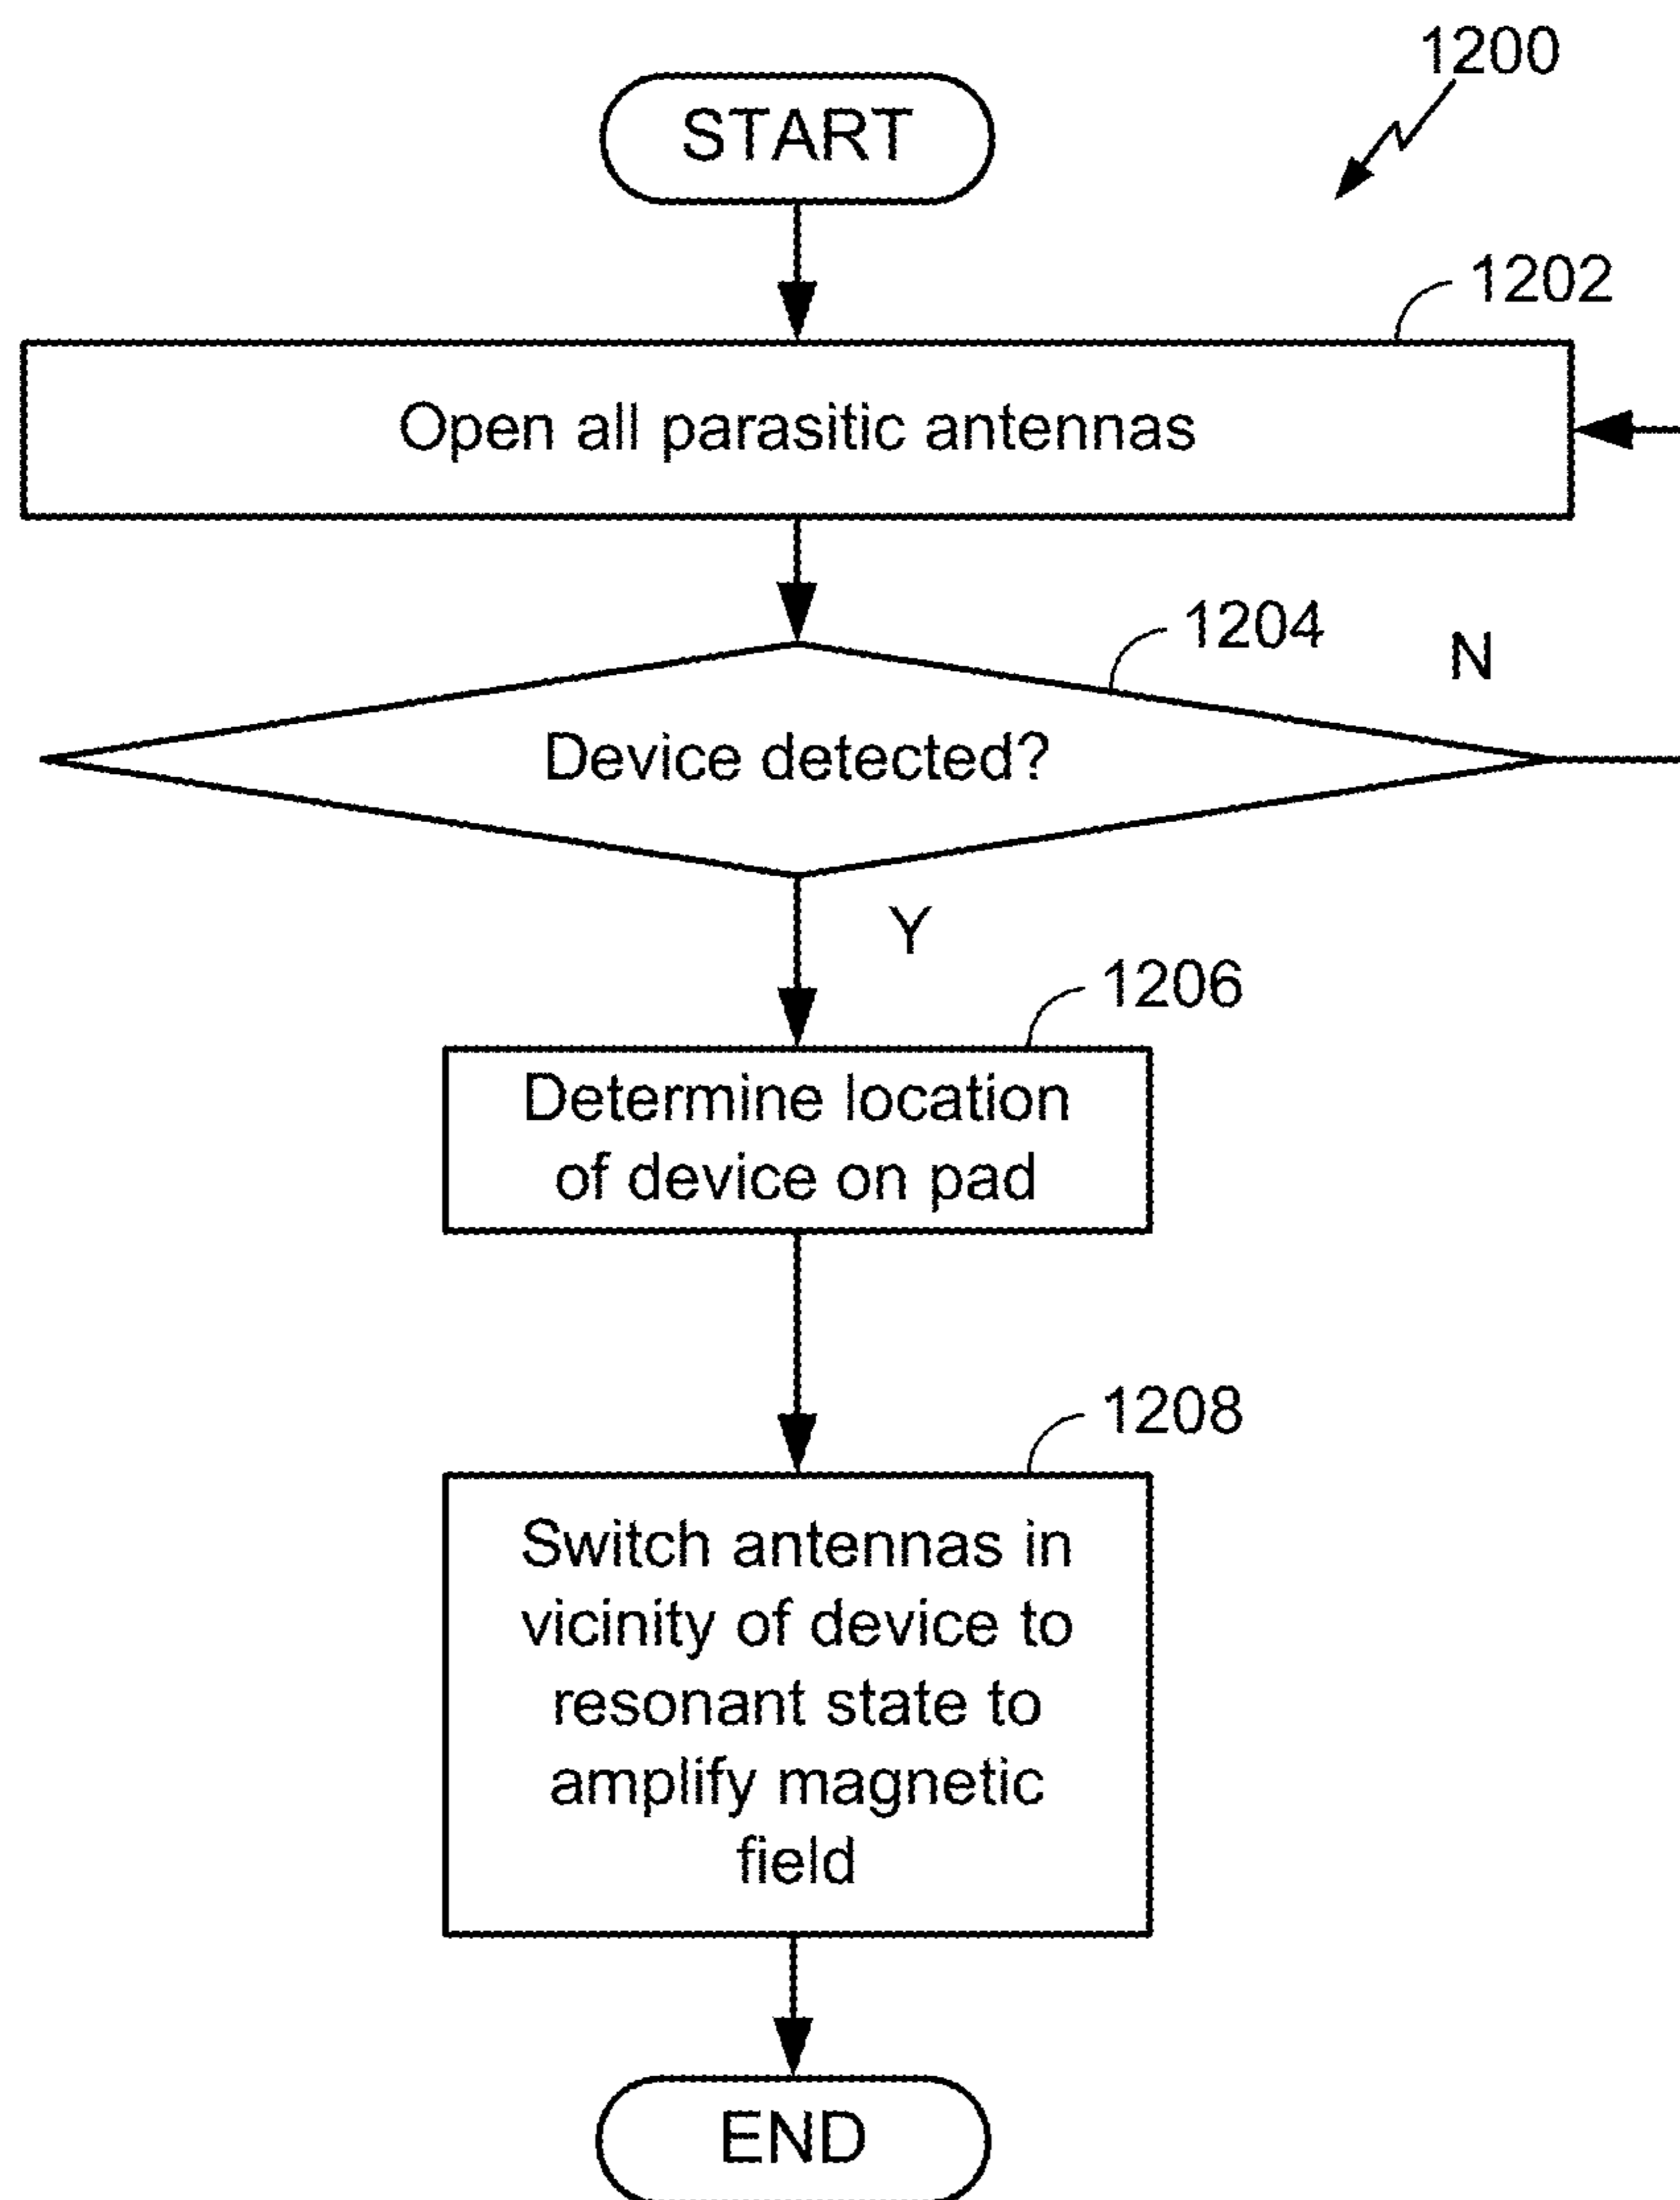 1200
START
1202
Open all parasitic antennas
1204
N
Device detected?
Y
1206
Determine location
of device on pad
1208
Switch antennas in
vicinity of device to
resonant state to
amplify magnetic
field
END